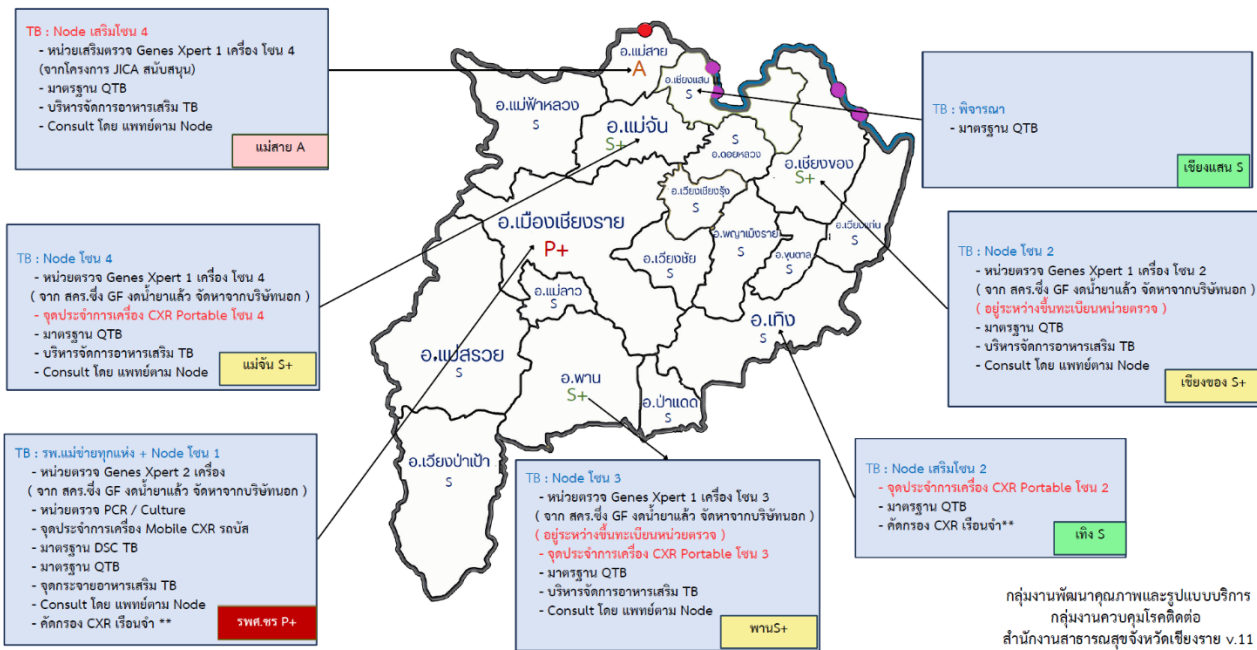 TB : Node เสริมโซน 4
- หน่วยเสริมตรวจ Genes Xpert 1 เครื่อง โซน 4
(จากโครงการ JICA สนับสนุน)
- มาตรฐาน QTB
- บริหารจัดการอาหารเสริม TB
- Consult โดย แพทย์ตาม Node
แม่สาย A
TB : Node โซน 4
- หน่วยตรวจ Genes Xpert 1 เครื่อง โซน 4
( จาก สคร.ซึ่ง GF งดน้ำยาแล้ว จัดหาจากบริษัทนอก )
- จุดประจำการเครื่อง CXR Portable โซน 4
- มาตรฐาน QTB
- บริหารจัดการอาหารเสริม TB
- Consult โดย แพทย์ตาม Node
แม่จัน S+
TB : รพ.แม่ข่ายทุกแห่ง + Node โซน 1
- หน่วยตรวจ Genes Xpert 2 เครื่อง
( จาก สคร.ซึ่ง GF งดน้ำยาแล้ว จัดหาจากบริษัทนอก )
- หน่วยตรวจ PCR / Culture
- จุดประจำการเครื่อง Mobile CXR รถบัส
- มาตรฐาน DSC TB
- มาตรฐาน QTB
- จุดกระจายอาหารเสริม TB
- Consult โดย แพทย์ตาม Node
- คัดกรอง CXR เรือนจำ **
รพศ.ชร P+
อ.แม่สาย
A
อ.เชียงแสน
S
อ.แม่ฟ้าหลวง
S
อ.แม่จัน
S+
S
อ.ดอยหลวง
อ.เชียงของ
S+
อ.เวียงเชียงรุ้ง
S
อ.เมืองเชียงราย
P+
อ.พญาเม็งราย
S
อ.เวียงแก่น
S
อ.เวียงชัย
S
อ.ขุนตาล
S
อ.แม่ลาว
S
อ.เทิง
S
อ.แม่สรวย
S
อ.พาน
S+
อ.ป่าแดด
S
อ.เวียงป่าเป้า
S
TB : Node โซน 3
- หน่วยตรวจ Genes Xpert 1 เครื่อง โซน 3
( จาก สคร.ซึ่ง GF งดน้ำยาแล้ว จัดหาจากบริษัทนอก )
( อยู่ระหว่างขึ้นทะเบียนหน่วยตรวจ )
- จุดประจำการเครื่อง CXR Portable โซน 3
- มาตรฐาน QTB
- บริหารจัดการอาหารเสริม TB
- Consult โดย แพทย์ตาม Node
พานS+
TB : พิจารณา
- มาตรฐาน QTB
เชียงแสน S
TB : Node โซน 2
- หน่วยตรวจ Genes Xpert 1 เครื่อง โซน 2
( จาก สคร.ซึ่ง GF งดน้ำยาแล้ว จัดหาจากบริษัทนอก )
( อยู่ระหว่างขึ้นทะเบียนหน่วยตรวจ )
- มาตรฐาน QTB
- บริหารจัดการอาหารเสริม TB
- Consult โดย แพทย์ตาม Node
เชียงของ S+
TB : Node เสริมโซน 2
- จุดประจำการเครื่อง CXR Portable โซน 2
- มาตรฐาน QTB
- คัดกรอง CXR เรือนจำ**
เทิง S
กลุ่มงานพัฒนาคุณภาพและรูปแบบบริการ
กลุ่มงานควบคุมโรคติดต่อ
สำนักงานสาธารณสุขจังหวัดเชียงราย v.11